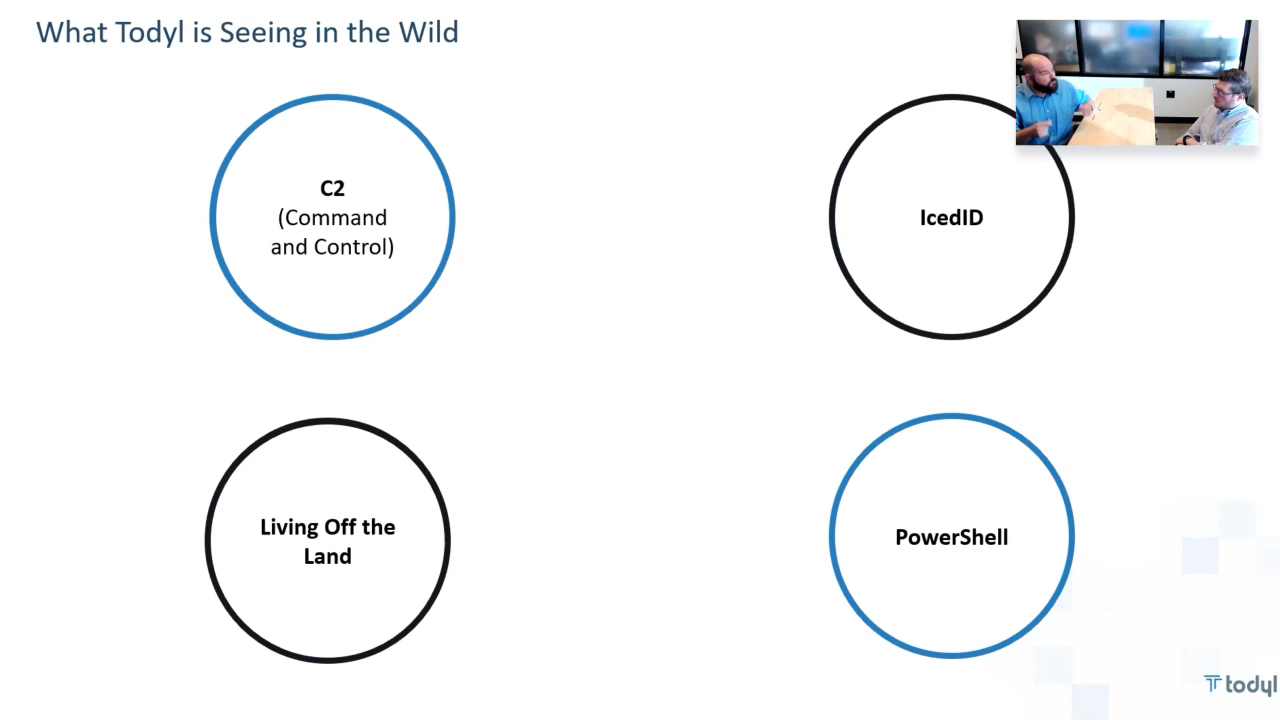 What Todyl is Seeing in the Wild
C2
(Command
and Control)
IcedID
Living Off the
Land
PowerShell
todyl